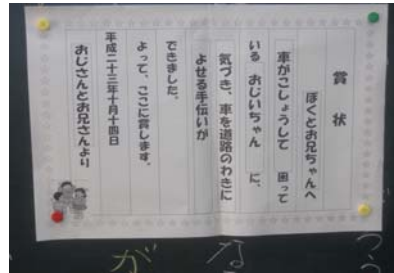 賞状
ぼくとお兄ちゃんへ
車がこしょうして 困って
いる おじいちゃん に、
気づき、車を道路のわきに
よせる手伝いが
できました。
よって、ここに賞します。
平成二十三年十月十四日
おじさんとお兄さんより
つ
な
が